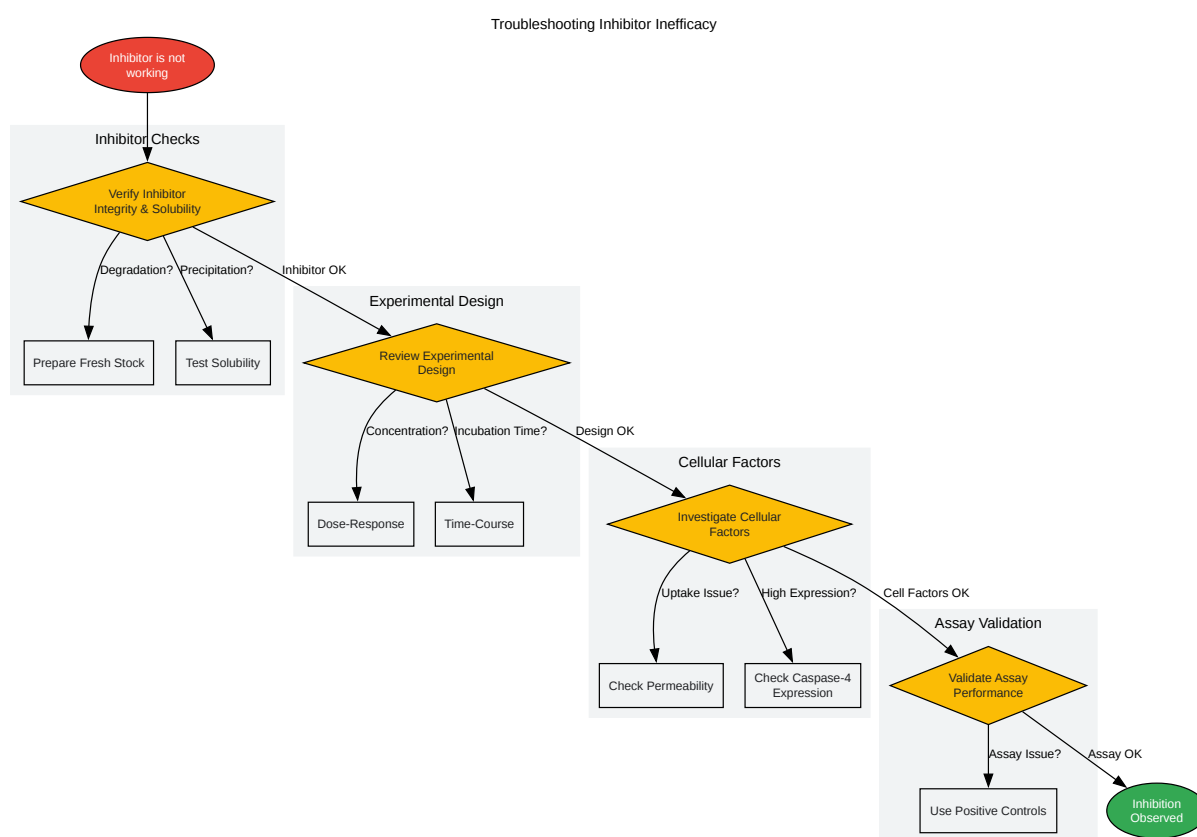 Troubleshooting Inhibitor Inefficacy
Inhibitor is not
working
Inhibitor Checks
Verify Inhibitor
Integrity & Solubility
Degradation?
Precipitation?
Inhibitor OK
Prepare Fresh Stock
Test Solubility
Experimental Design
Review Experimental
Design
Concentration?
Incubation Time?
Design OK
Dose-Response
Time-Course
Cellular Factors
Investigate Cellular
Factors
Uptake Issue?
High Expression?
Cell Factors OK
Check Permeability
Check Caspase-4
Expression
Assay Validation
Validate Assay
Performance
Assay Issue?
Assay OK
Use Positive Controls
Inhibition
Observed